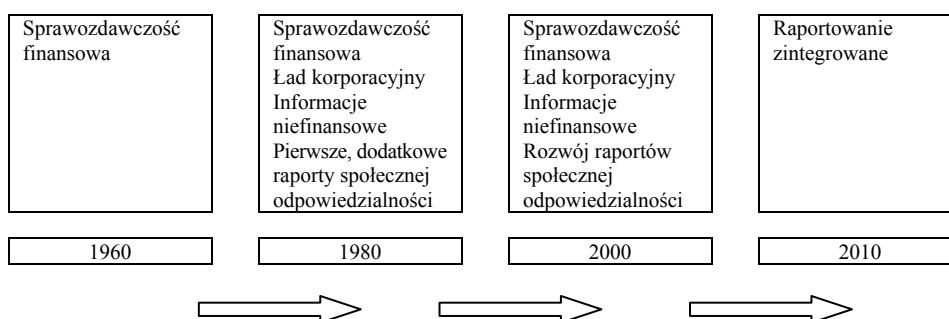 Sprawozdawczość
finansowa
Sprawozdawczość
finansowa
Ład korporacyjny
Informacje
niefinansowe
Pierwsze, dodatkowe
raporty społecznej
odpowiedzialności
Sprawozdawczość
finansowa
Ład korporacyjny
Informacje
niefinansowe
Rozwój raportów
społecznej
odpowiedzialności
Raportowanie
zintegrowane
1960
1980
2000
2010